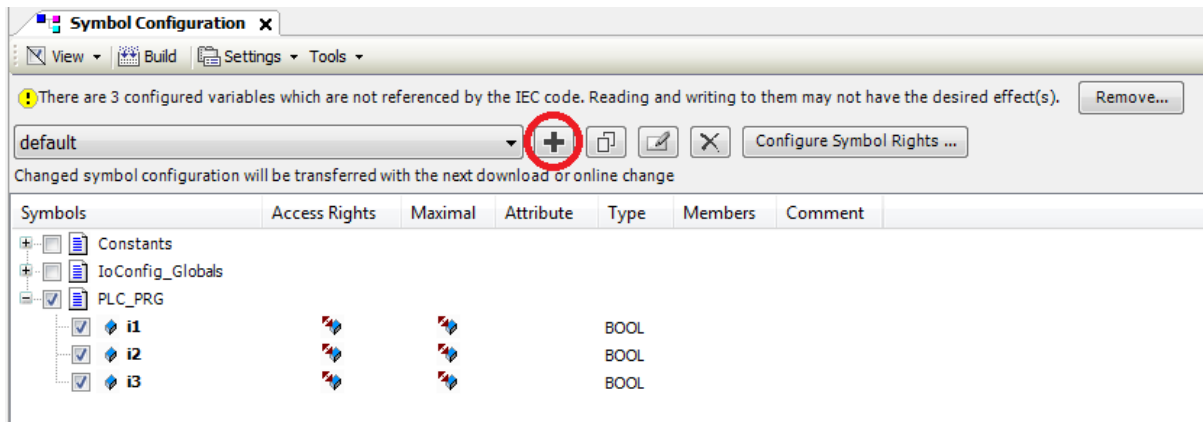 Symbol Configuration
View Build Settings Tools
There are 3 configured variables which are not referenced by the IEC code. Reading and writing to them may not have the desired effect(s). Remove...
default Configure Symbol Rights ...
Changed symbol configuration will be transferred with the next download or online change
Symbols Access Rights Maximal Attribute Type Members Comment
Constants
IoConfig_Globals
PLC_PRG
i1 BOOL
i2 BOOL
i3 BOOL